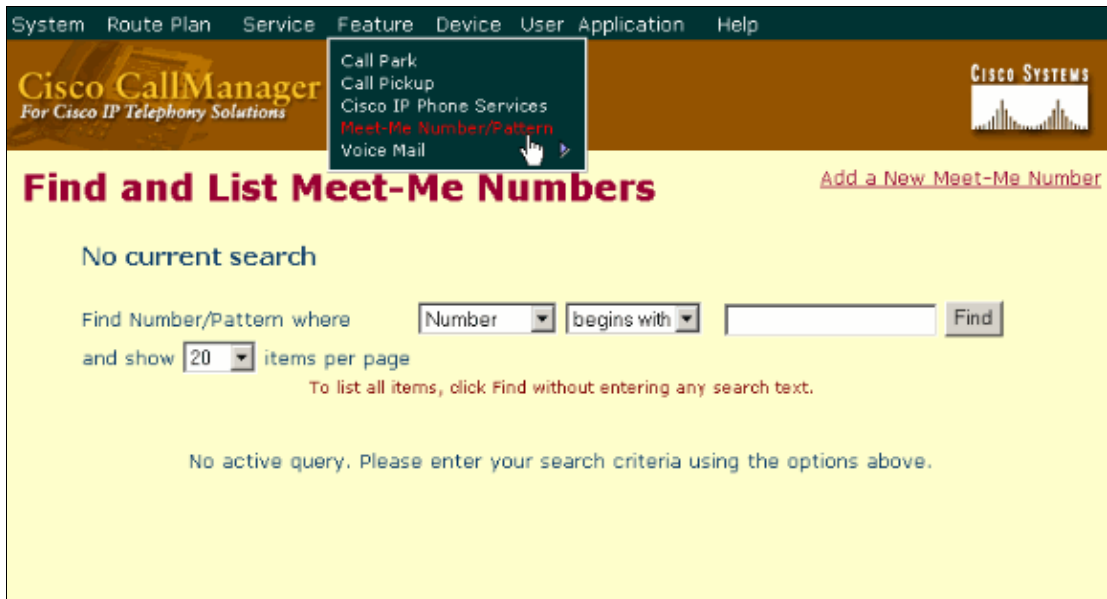 System Route Plan Service Feature Device User Application Help
Call Park
Call Pickup
Cisco IP Phone Services
Meet-Me Number/Pattern
Voice Mail
Cisco CallManager
For Cisco IP Telephony Solutions
CISCO SYSTEMS
Find and List Meet-Me Numbers
Add a New Meet-Me Number
No current search
Find Number/Pattern where Number begins with Find
and show 20 items per page
To list all items, click Find without entering any search text.
No active query. Please enter your search criteria using the options above.